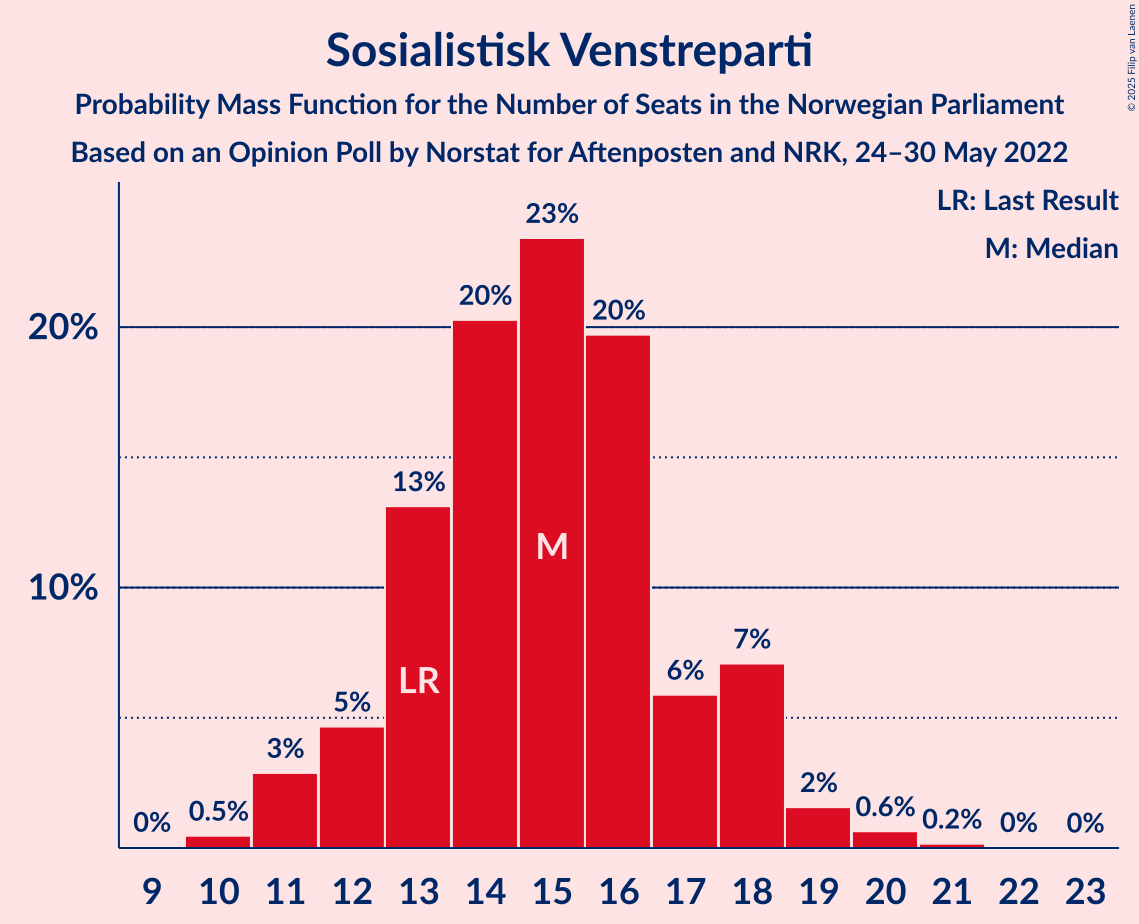 Sosialistisk Venstreparti
Probability Mass Function for the Number of Seats in the Norwegian Parliament
Based on an Opinion Poll by Norstat for Aftenposten and NRK, 24–30 May 2022
© 2025 Filip van Laenen
LR: Last Result
M: Median
20%
10%
0%
0.5%
3%
5%
13%
20%
23%
20%
6%
7%
2%
0.6%
0.2%
0%
0%
LR
M
9 10 11 12 13 14 15 16 17 18 19 20 21 22 23